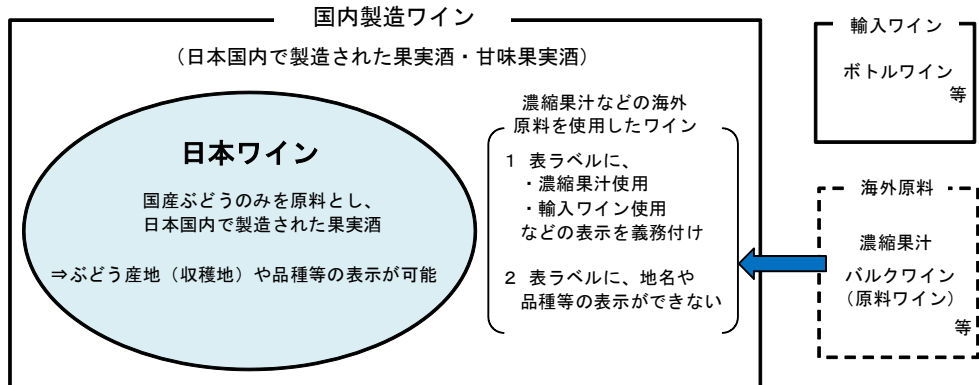 国内製造ワイン
（日本国内で製造された果実酒・甘味果実酒）
日本ワイン
国産ぶどうのみを原料とし、
日本国内で製造された果実酒
⇒ぶどう産地（収穫地）や品種等の表示が可能
濃縮果汁などの海外
原料を使用したワイン
１ 表ラベルに、
・濃縮果汁使用
・輸入ワイン使用
などの表示を義務付け
２ 表ラベルに、地名や
品種等の表示ができない
輸入ワイン
ボトルワイン
等
海外原料
濃縮果汁
バルクワイン
（原料ワイン）
等